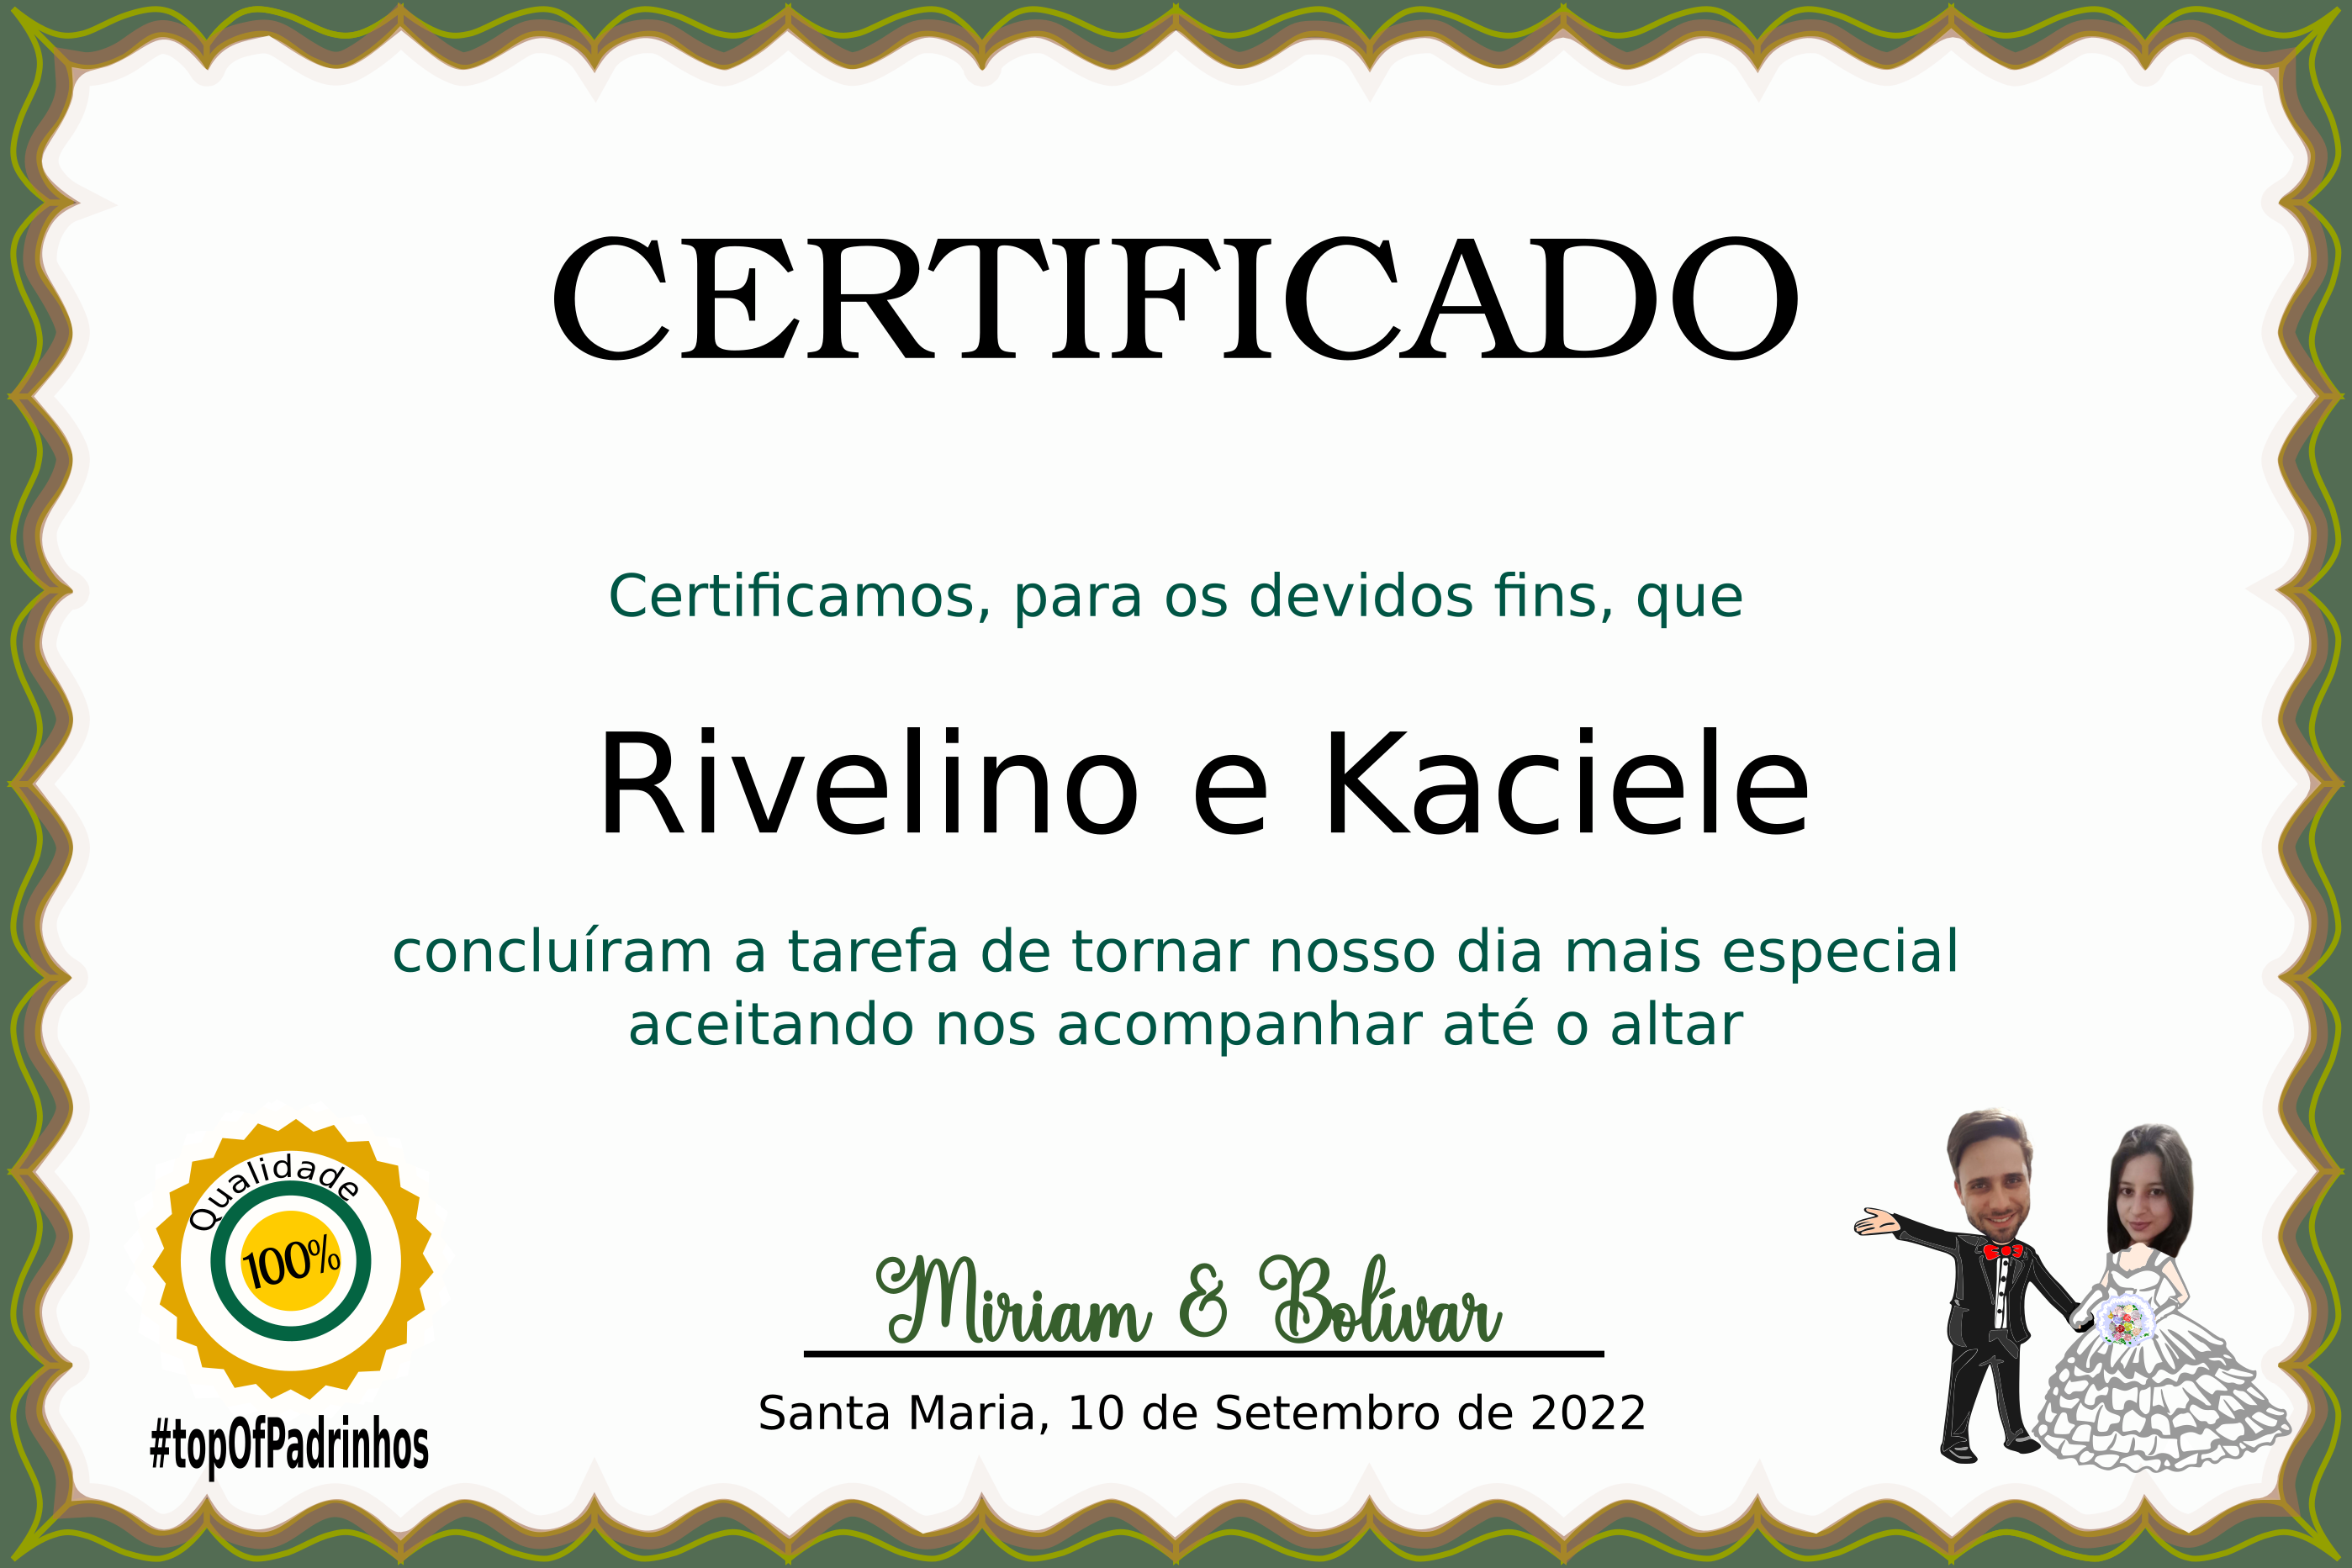 CERTIFICADO
Certificamos, para os devidos fins, que
Rivelino e Kaciele
concluíram a tarefa de tornar nosso dia mais especial
aceitando nos acompanhar até o altar
Qualidade
100%
#topOfPadrinhos
Miriam & Bolívar
Santa Maria, 10 de Setembro de 2022